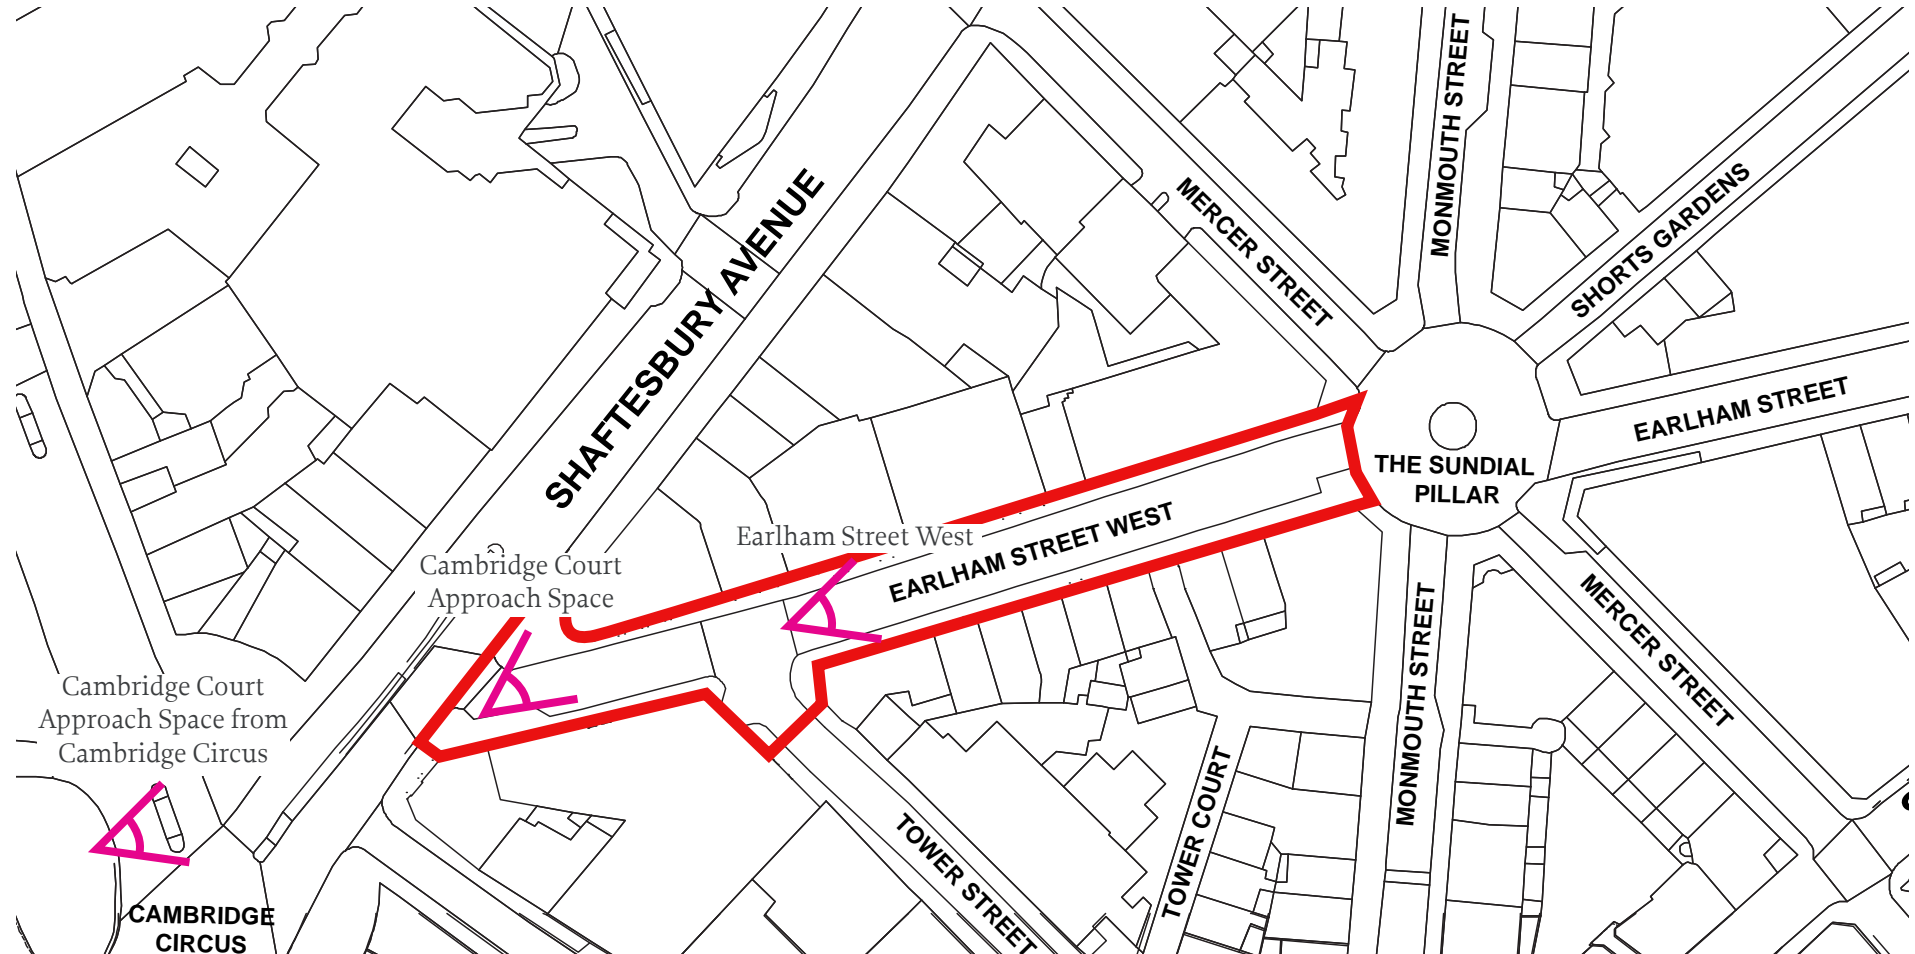 MONMOUTH STREET
SHORTS GARDENS
MERCER STREET
SHAFTESBURY AVENUE
EARLHAM STREET
THE SUNDIAL
PILLAR
Earlham Street West
EARLHAM STREET WEST
Cambridge Court
Approach Space
Cambridge Court
Approach Space from
Cambridge Circus
MERCER STREET
MONMOUTH STREET
TOWER COURT
TOWER STREET
CAMBRIDGE
CIRCUS